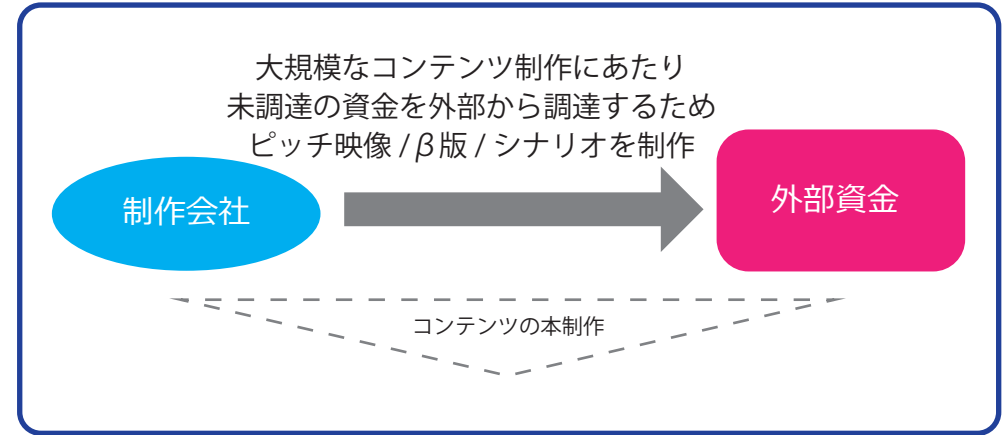 大規模なコンテンツ制作にあたり
未調達の資金を外部から調達するため
ピッチ映像 / β版 / シナリオを制作
制作会社
外部資金
コンテンツの本制作